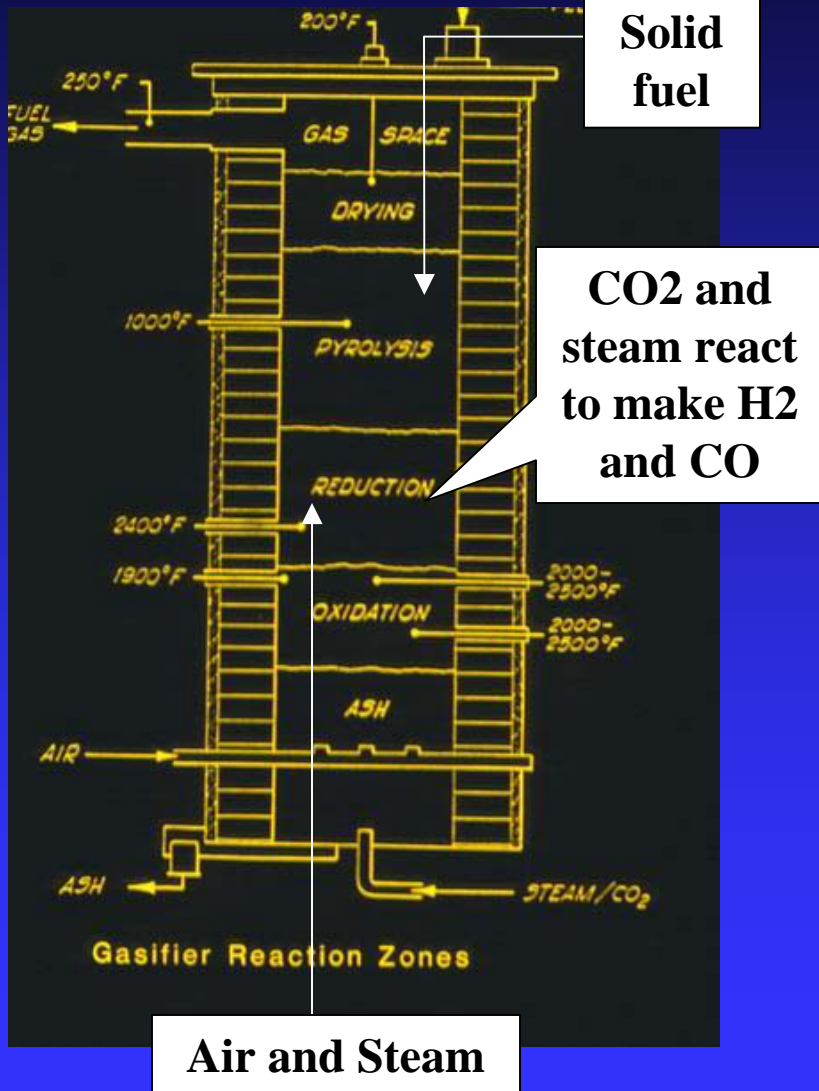 200°F
Solid
fuel
250°F
FUEL
GAS
GAS SPACE
DRYING
CO2 and
steam react
to make H2
and CO
1000°F
PYROLYSIS
REDUCTION
2400°F
1900°F
2000-
2500°F
OXIDATION
2000-
2500°F
ASH
AIR
ASH
STEAM/CO₂
Gasifier Reaction Zones
Air and Steam